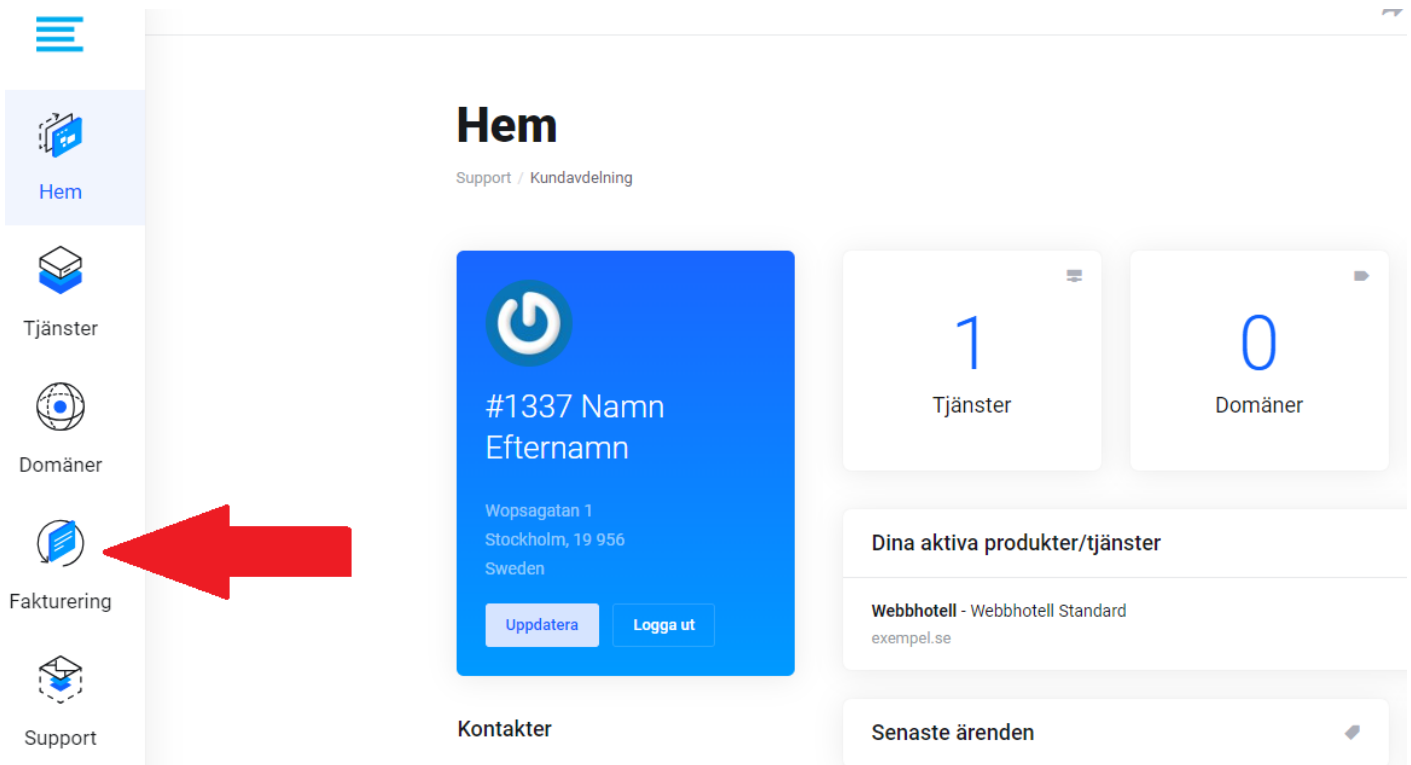 Hem
Tjänster
Domäner
Fakturering
Support
Hem
Support / Kundavdelning
#1337 Namn
Efternamn
Wopsagatan 1
Stockholm, 19 956
Sweden
Uppdatera
Logga ut
Kontakter
1
Tjänster
0
Domäner
Dina aktiva produkter/tjänster
Webbhotell - Webbhotell Standard
exempel.se
Senaste ärenden